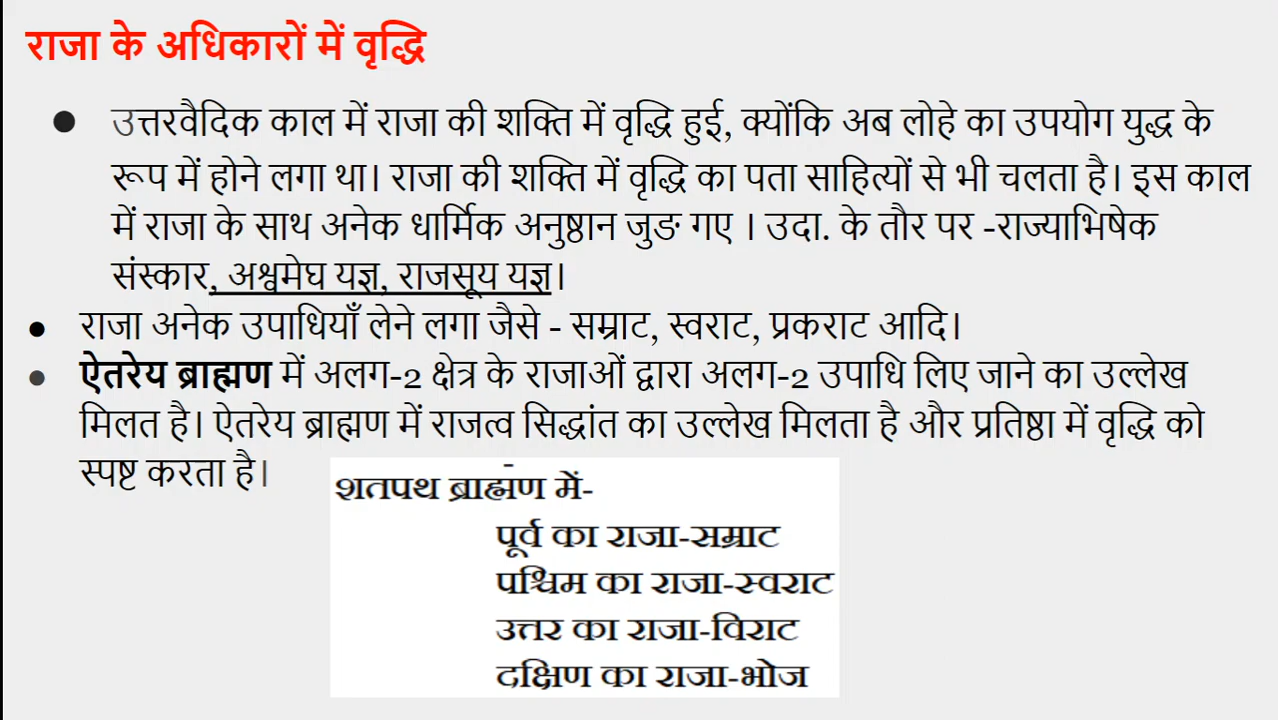 राजा के अधिकारों में वृद्धि
● उत्तरवैदिक काल में राजा की शक्ति में वृद्धि हुई, क्योंकि अब लोहे का उपयोग युद्ध के
रूप में होने लगा था। राजा की शक्ति में वृद्धि का पता साहित्यों से भी चलता है। इस काल
में राजा के साथ अनेक धार्मिक अनुष्ठान जुङ गए । उदा. के तौर पर -राज्याभिषेक
संस्कार, अश्वमेघ यज्ञ, राजसूय यज्ञ।
● राजा अनेक उपाधियाँ लेने लगा जैसे - सम्राट, स्वराट, प्रकराट आदि।
● ऐतरेय ब्राह्मण में अलग-2 क्षेत्र के राजाओं द्वारा अलग-2 उपाधि लिए जाने का उल्लेख
मिलत है। ऐतरेय ब्राह्मण में राजत्व सिद्धांत का उल्लेख मिलता है और प्रतिष्ठा में वृद्धि को
स्पष्ट करता है।
शतपथ ब्राह्मण में-
पूर्व का राजा-सम्राट
पश्चिम का राजा-स्वराट
उत्तर का राजा-विराट
दक्षिण का राजा-भोज